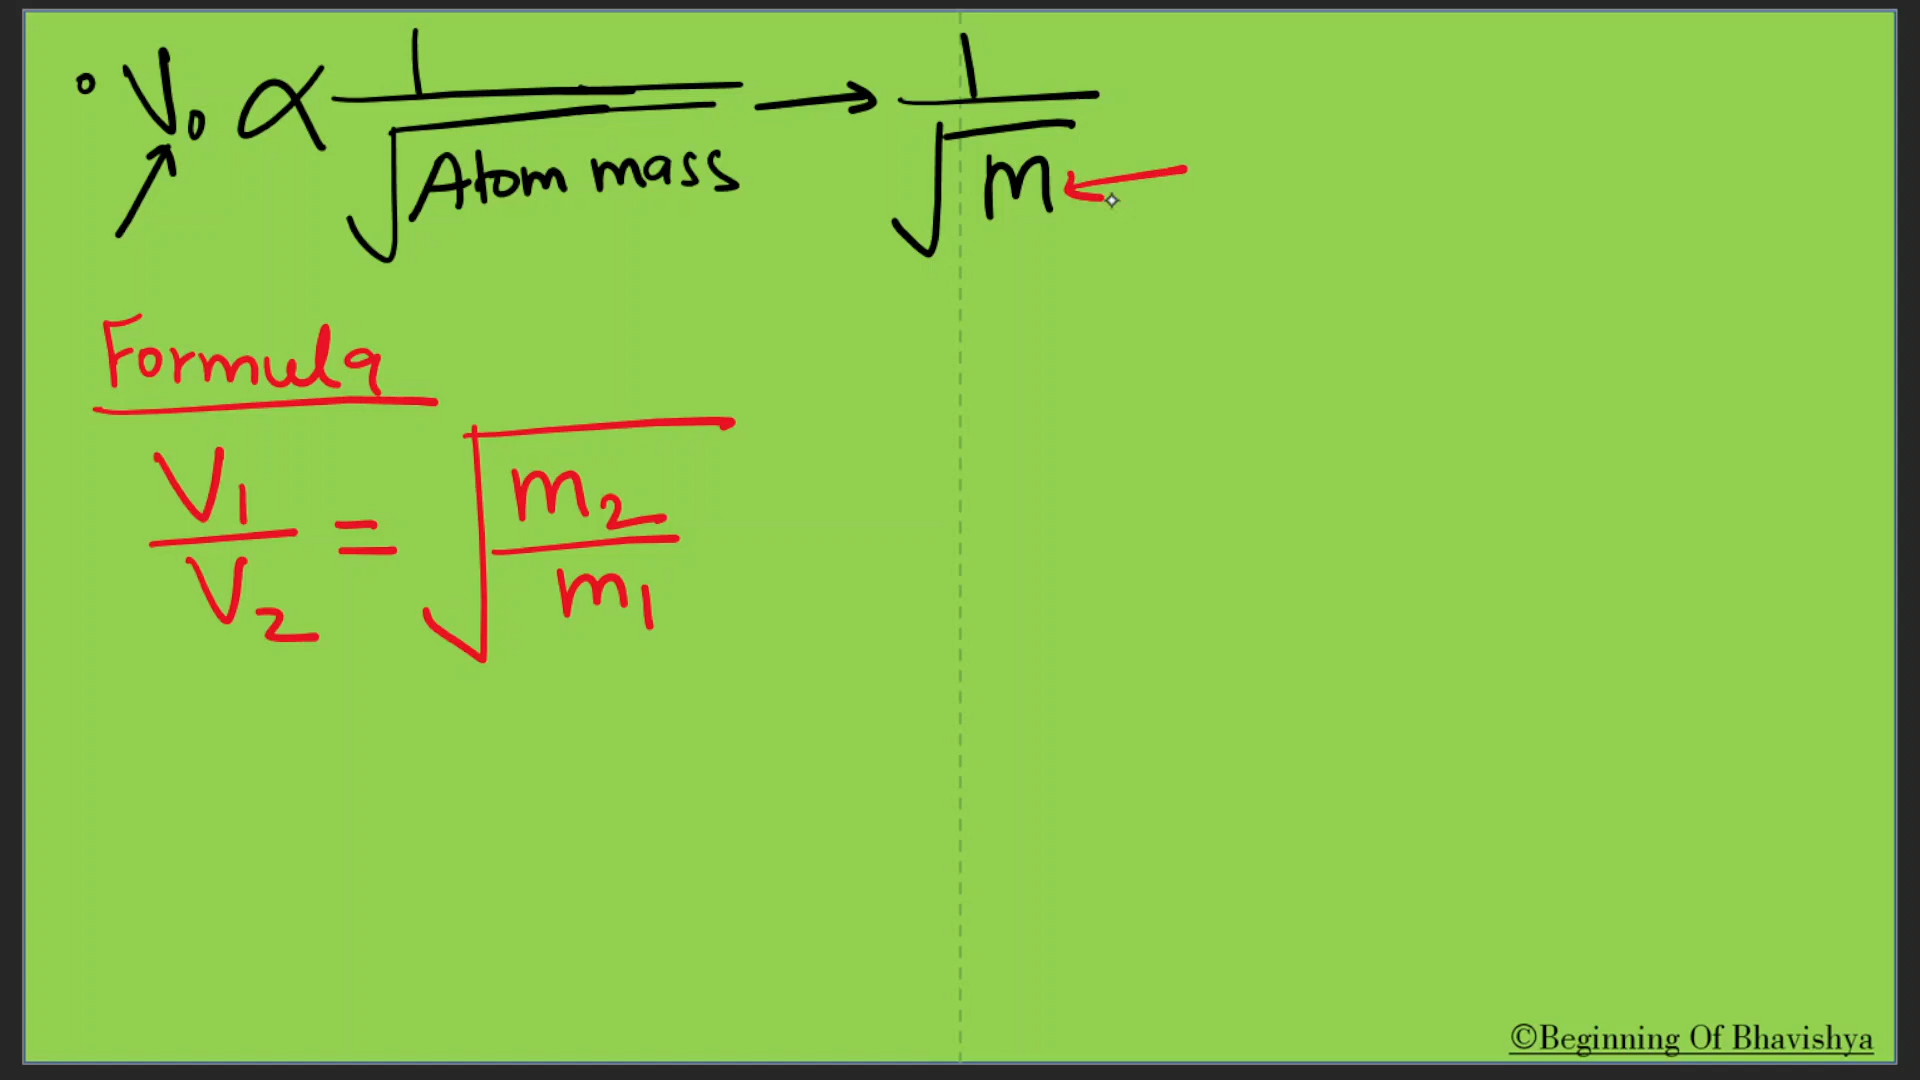 ° V₀ ∝ 1/√Atom mass → 1/√m
Formula
V₁/V₂ = √m₂/m₁
©Beginning Of Bhavishya